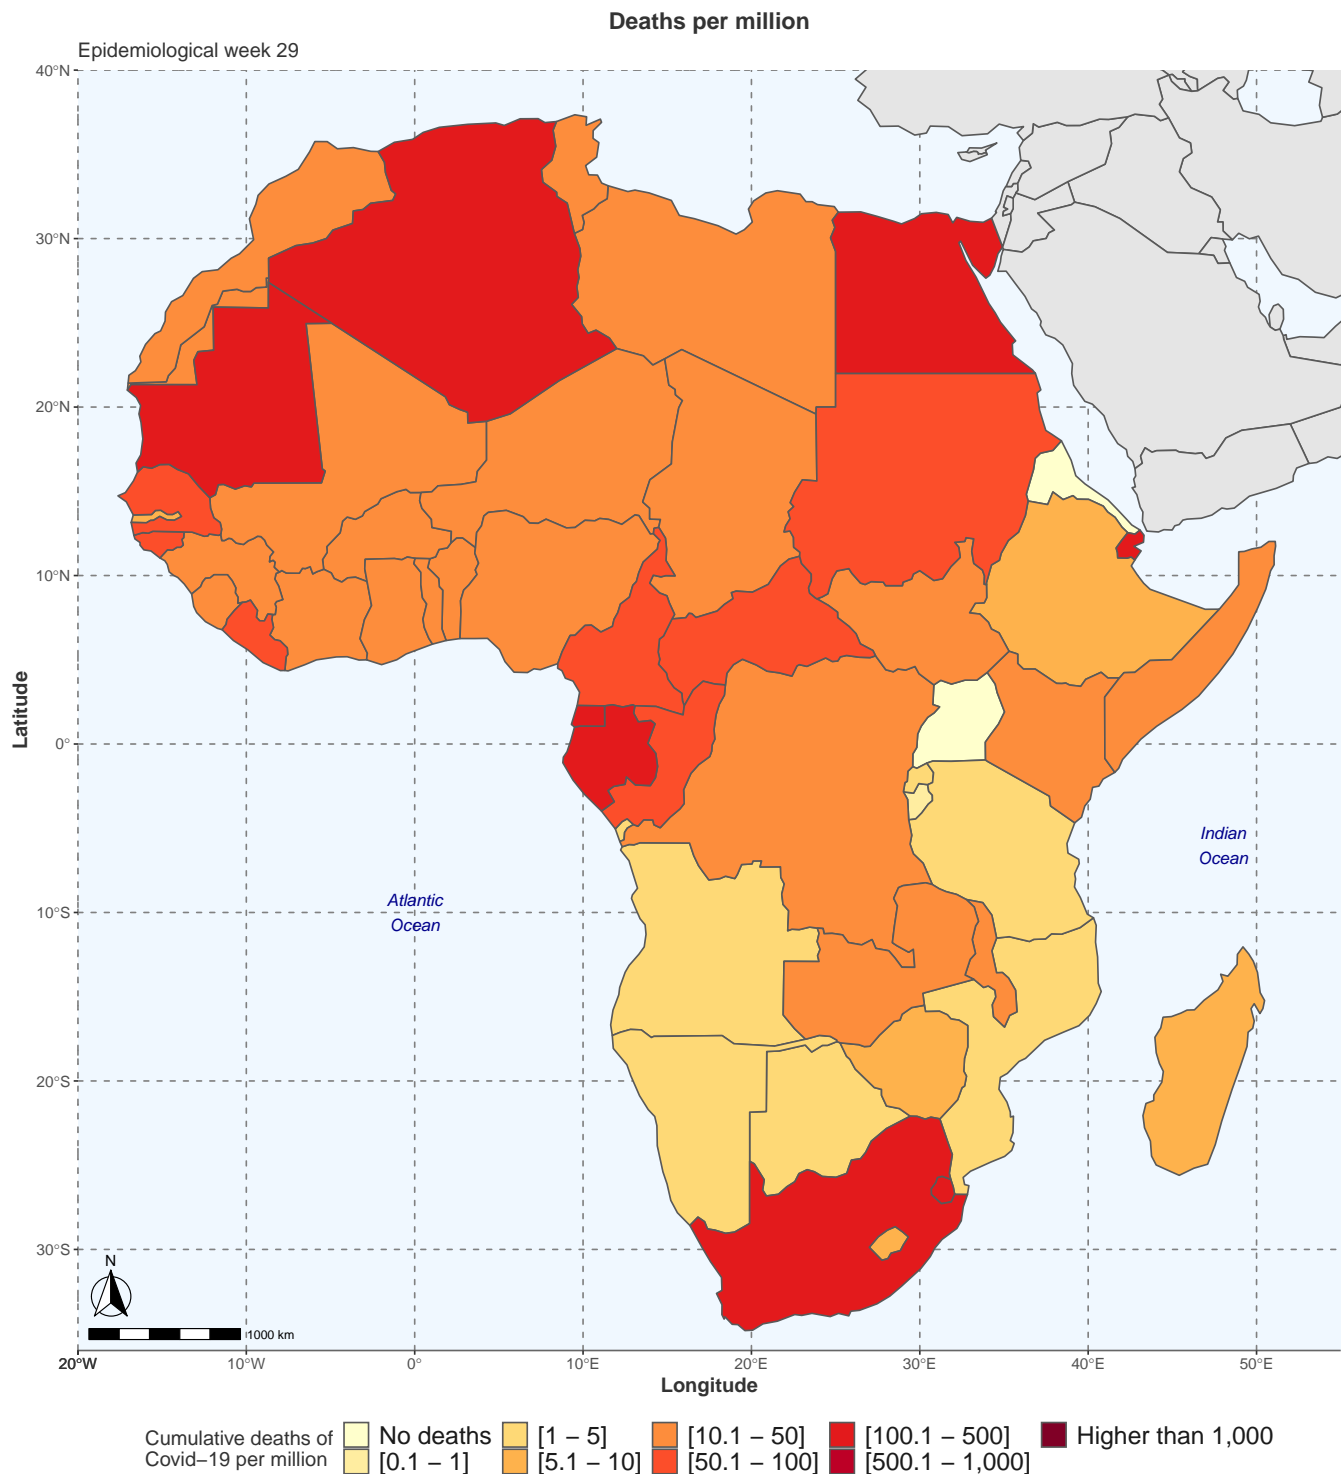 Deaths per million
Epidemiological week 29
40°N
30°N
20°N
10°N
0°
10°S
20°S
30°S
Latitude
Atlantic
Ocean
Indian
Ocean
N
1000 km
20°W
10°W
0°
10°E
20°E
30°E
40°E
50°E
Longitude
Cumulative deaths of
Covid−19 per million
No deaths
[0.1 − 1]
[1 − 5]
[5.1 − 10]
[10.1 − 50]
[50.1 − 100]
[100.1 − 500]
[500.1 − 1,000]
Higher than 1,000